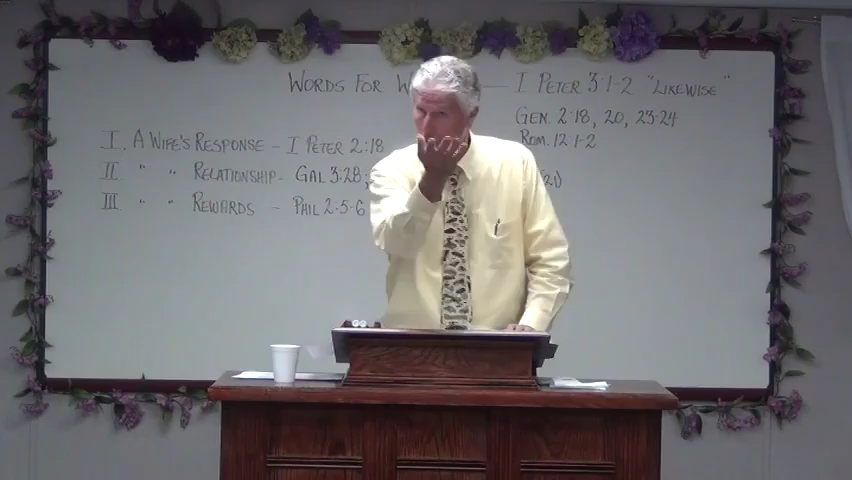 WORDS FOR W — I PETER 3:1-2 "LIKEWISE"
GEN. 2:18, 20, 23-24
ROM. 12:1-2
I. A WIFE'S RESPONSE - I PETER 2:18
II " " RELATIONSHIP - GAL 3:28;
III " " REWARDS - PHIL 2:5-6